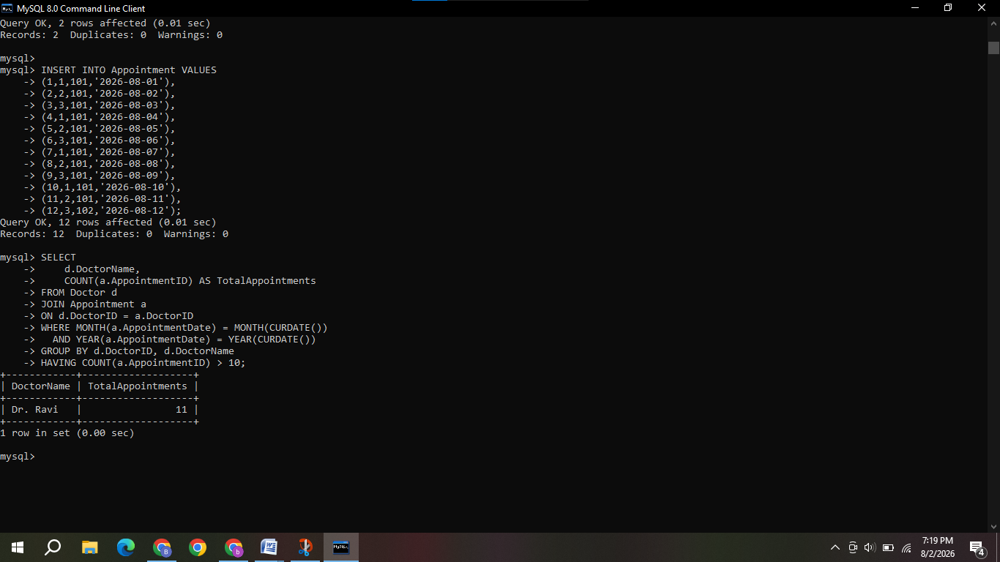 MySQL 8.0 Command Line Client
Query OK, 2 rows affected (0.01 sec)
Records: 2  Duplicates: 0  Warnings: 0
mysql>
mysql> INSERT INTO Appointment VALUES
    -> (1,1,101,'2026-08-01'),
    -> (2,2,101,'2026-08-02'),
    -> (3,3,101,'2026-08-03'),
    -> (4,1,101,'2026-08-04'),
    -> (5,2,101,'2026-08-05'),
    -> (6,3,101,'2026-08-06'),
    -> (7,1,101,'2026-08-07'),
    -> (8,2,101,'2026-08-08'),
    -> (9,3,101,'2026-08-09'),
    -> (10,1,101,'2026-08-10'),
    -> (11,2,101,'2026-08-11'),
    -> (12,3,102,'2026-08-12');
Query OK, 12 rows affected (0.01 sec)
Records: 12  Duplicates: 0  Warnings: 0
mysql> SELECT
    ->     d.DoctorName,
    ->     COUNT(a.AppointmentID) AS TotalAppointments
    -> FROM Doctor d
    -> JOIN Appointment a
    -> ON d.DoctorID = a.DoctorID
    -> WHERE MONTH(a.AppointmentDate) = MONTH(CURDATE())
    ->   AND YEAR(a.AppointmentDate) = YEAR(CURDATE())
    -> GROUP BY d.DoctorID, d.DoctorName
    -> HAVING COUNT(a.AppointmentID) > 10;
+------------+-------------------+
| DoctorName | TotalAppointments |
+------------+-------------------+
| Dr. Ravi   |                11 |
+------------+-------------------+
1 row in set (0.00 sec)
mysql>
7:19 PM
8/2/2026
4